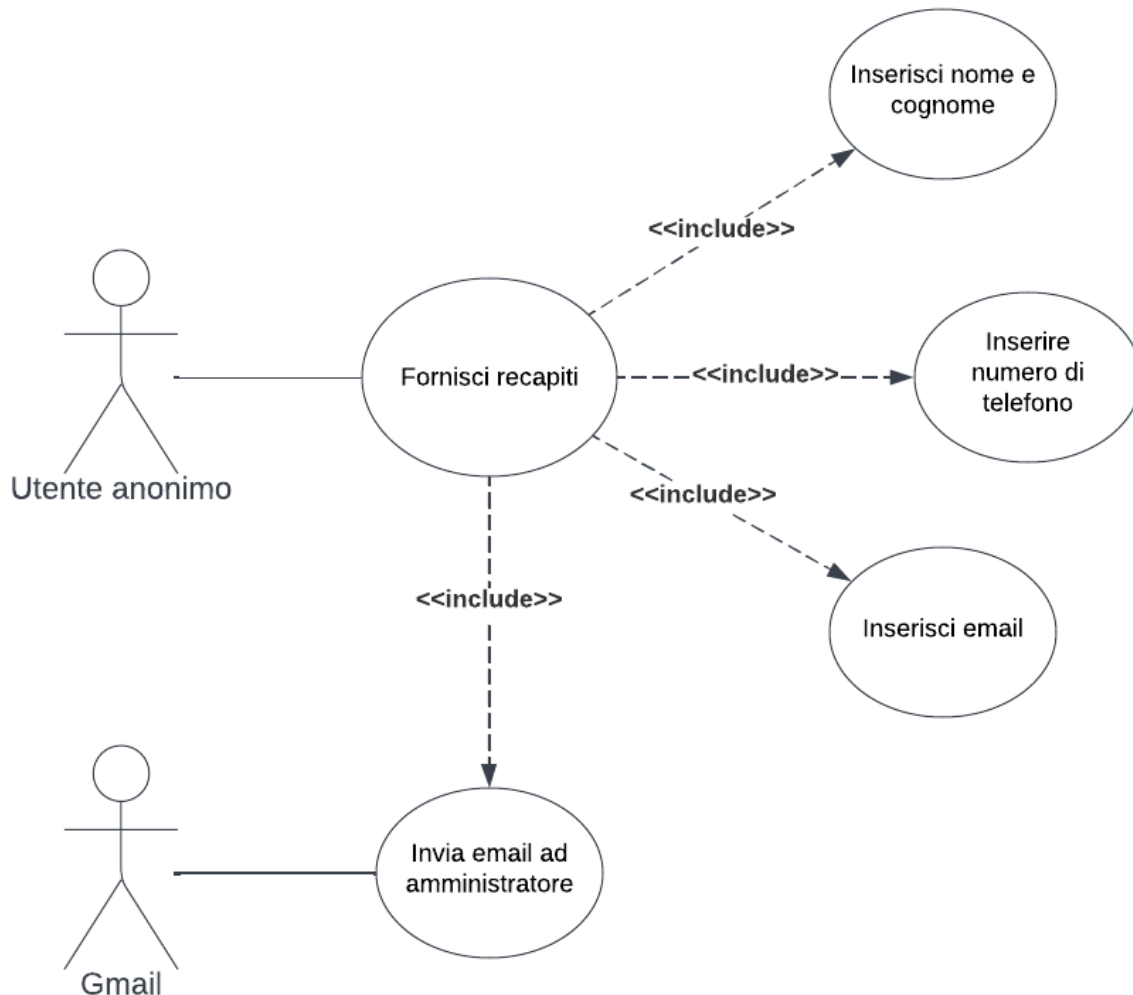 Inserisci nome e
cognome
<<include>>
Utente anonimo
Fornisci recapiti
<<include>>
Inserire
numero di
telefono
<<include>>
Inserisci email
<<include>>
Gmail
Invia email ad
amministratore